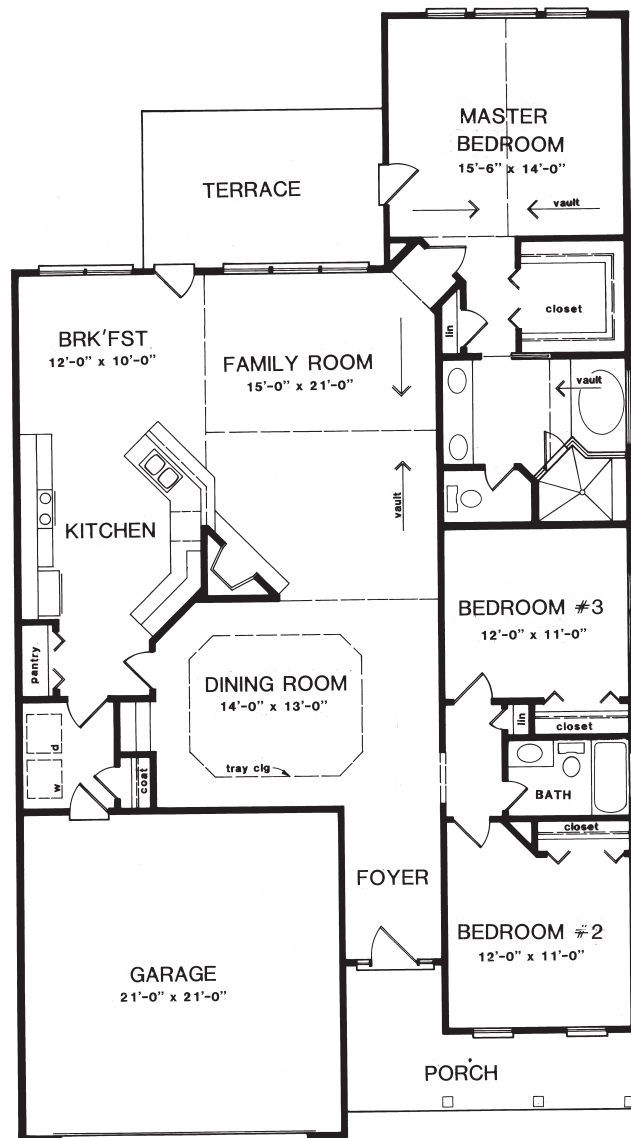 MASTER
BEDROOM
15'-6" x 14'-0"
vault
TERRACE
closet
BRK'FST
12'-0" x 10'-0"
FAMILY ROOM
15'-0" x 21'-0"
lin
vault
vault
KITCHEN
BEDROOM #3
12'-0" x 11'-0"
pantry
DINING ROOM
14'-0" x 13'-0"
lin
closet
d
w
tray clg
coat
BATH
closet
FOYER
BEDROOM #2
12'-0" x 11'-0"
GARAGE
21'-0" x 21'-0"
PORCH